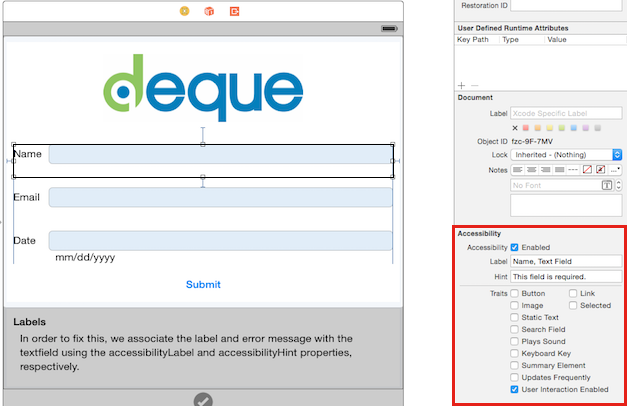 deque
Name
Email
Date
mm/dd/yyyy
Submit
Labels
In order to fix this, we associate the label and error message with the
textfield using the accessibilityLabel and accessibilityHint properties,
respectively.
Restoration ID
User Defined Runtime Attributes
Key Path Type Value
Document
Label Xcode Specific Label
Object ID fzc-9F-7MV
Lock Inherited - (Nothing)
Notes
No Font
Accessibility
Accessibility Enabled
Label Name, Text Field
Hint This field is required.
Traits Button Link
Image Selected
Static Text
Search Field
Plays Sound
Keyboard Key
Summary Element
Updates Frequently
User Interaction Enabled